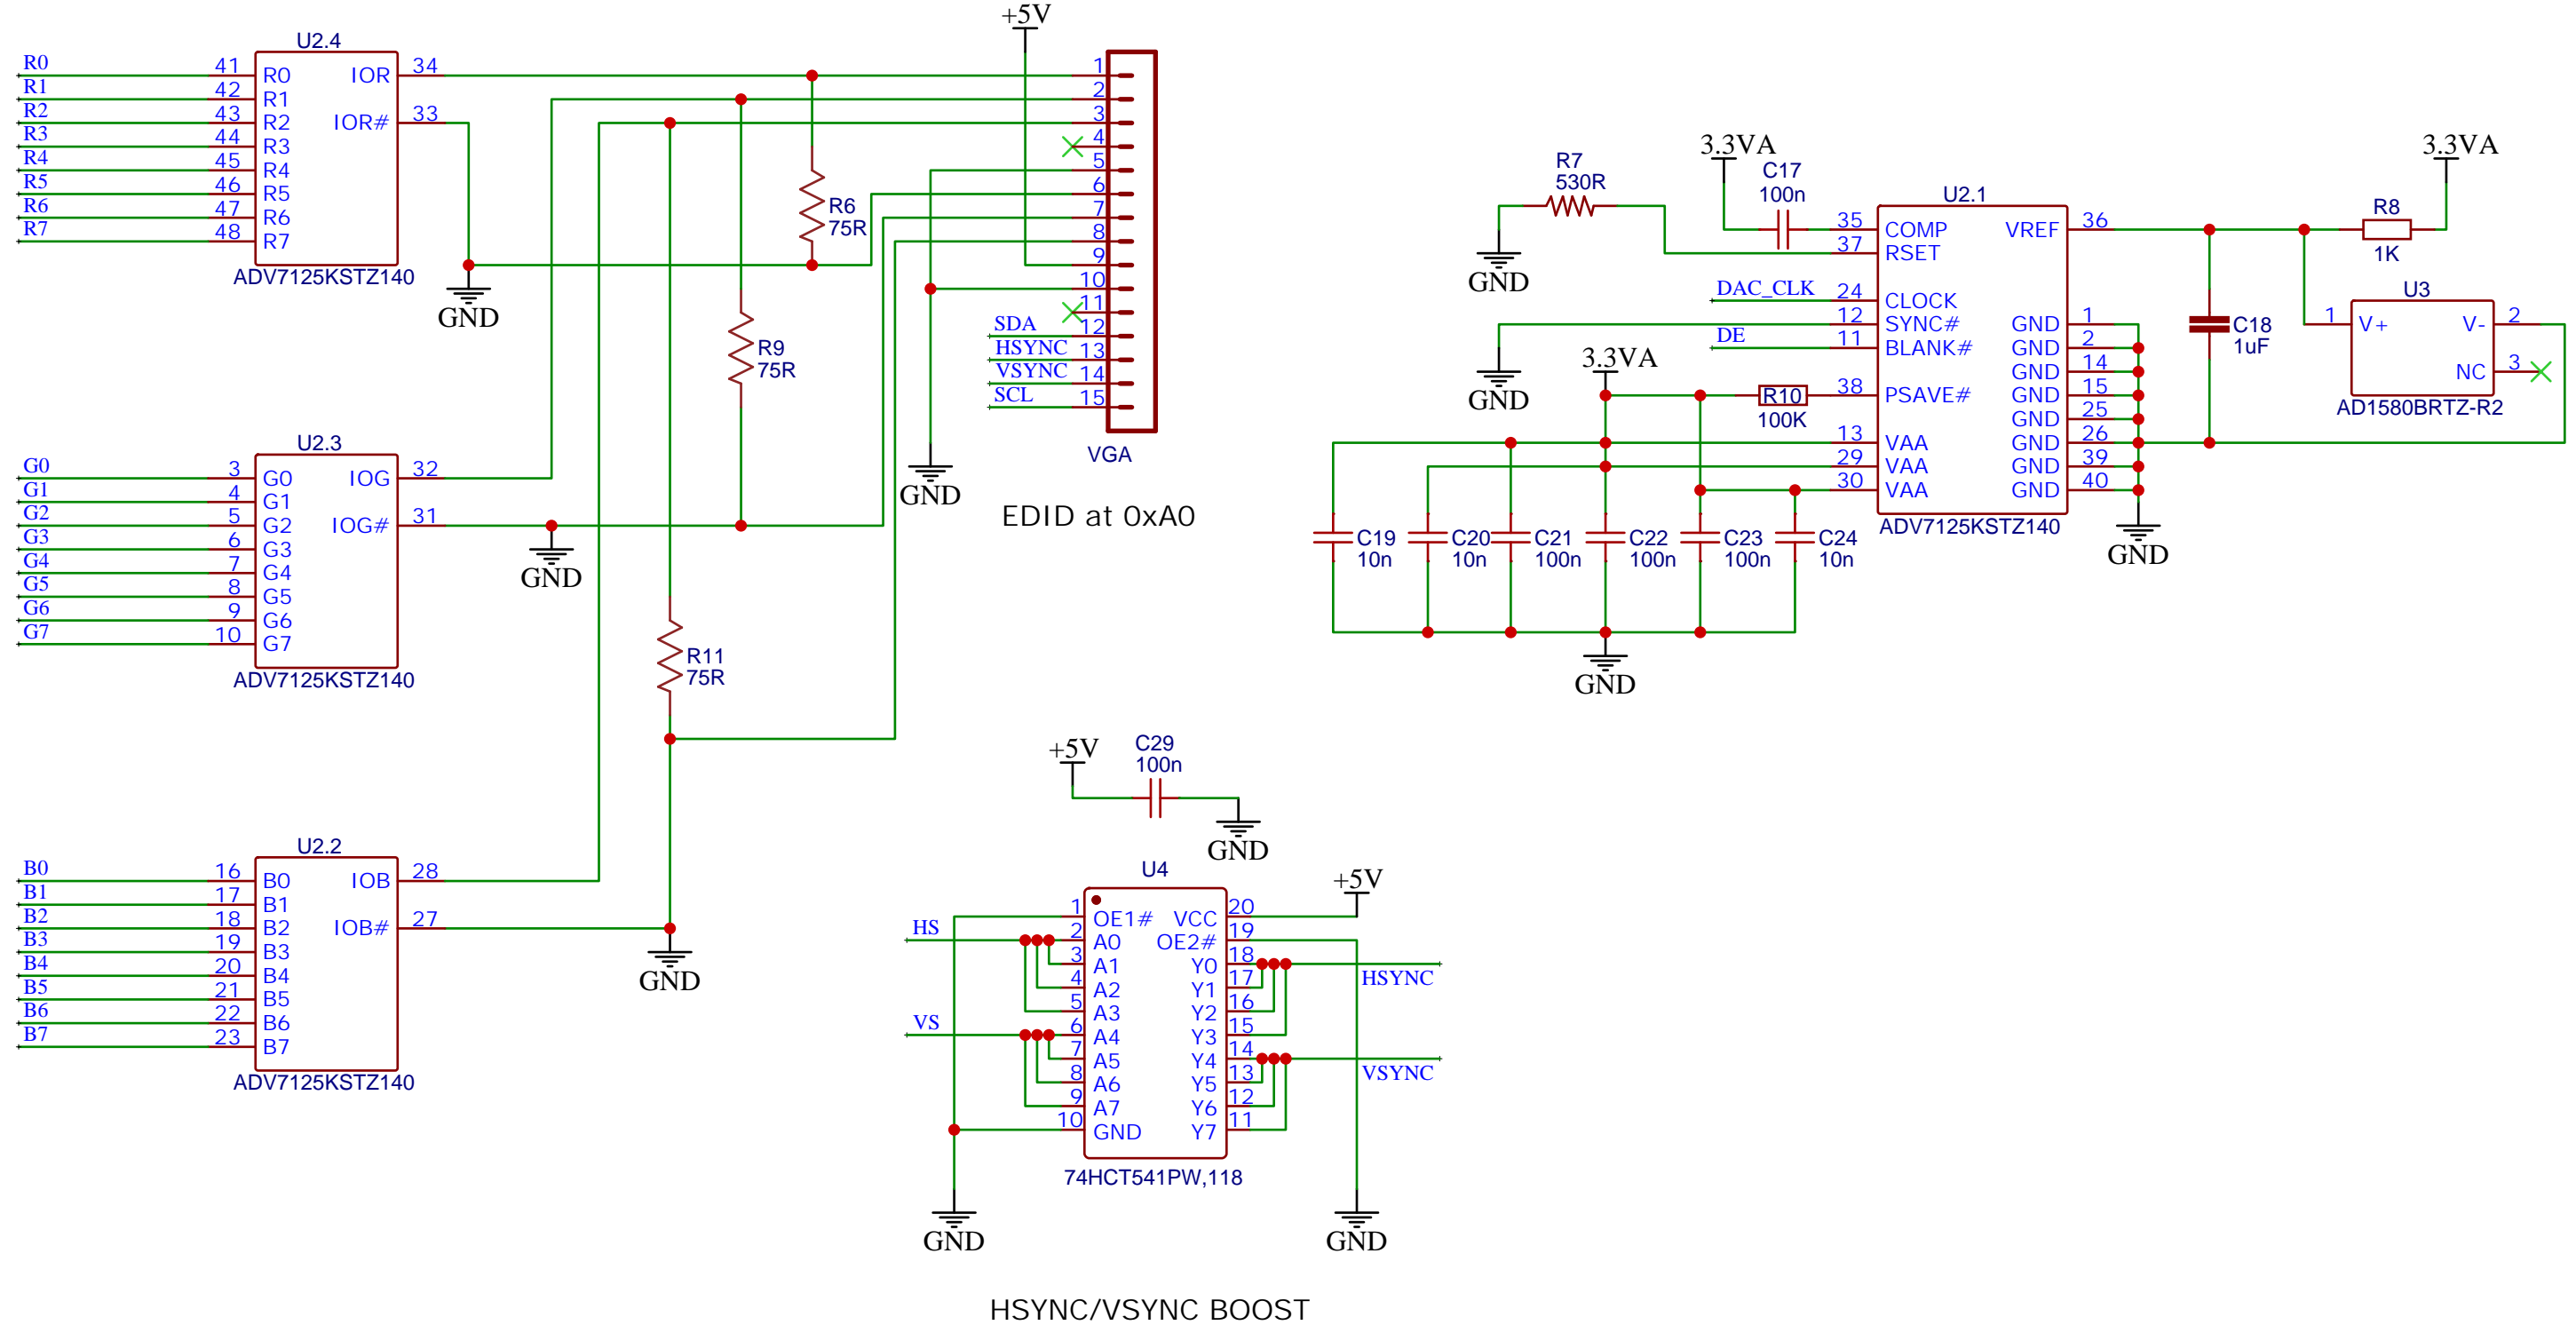 U2.4
R0 41 R0 IOR 34
R1 42 R1
R2 43 R2 IOR# 33
R3 44 R3
R4 45 R4
R5 46 R5
R6 47 R6
R7 48 R7
ADV7125KSTZ140
GND
U2.3
G0 3 G0 IOG 32
G1 4 G1
G2 5 G2 IOG# 31
G3 6 G3
G4 7 G4
G5 8 G5
G6 9 G6
G7 10 G7
ADV7125KSTZ140
GND
U2.2
B0 16 B0 IOB 28
B1 17 B1
B2 18 B2 IOB# 27
B3 19 B3
B4 20 B4
B5 21 B5
B6 22 B6
B7 23 B7
ADV7125KSTZ140
GND
R6
75R
R9
75R
R11
75R
+5V
1
2
3
4
5
6
7
8
9
10
11
SDA 12
HSYNC 13
VSYNC 14
SCL 15
VGA
GND
EDID at 0xA0
+5V
C29
100n
GND
U4
+5V
1 OE1# VCC 20
HS 2 A0 OE2# 19
3 A1 Y0 18
HSYNC
4 A2 Y1 17
5 A3 Y2 16
VS 6 A4 Y3 15
7 A5 Y4 14
VSYNC
8 A6 Y5 13
9 A7 Y6 12
10 GND Y7 11
74HCT541PW,118
GND
GND
HSYNC/VSYNC BOOST
R7
530R
GND
3.3VA
C17
100n
U2.1
35 COMP VREF 36
37 RSET
DAC_CLK 24 CLOCK
12 SYNC# GND 1
DE 11 BLANK# GND 2
GND 14
38 PSAVE# GND 15
GND 25
13 VAA GND 26
29 VAA GND 39
30 VAA GND 40
ADV7125KSTZ140
GND
GND
3.3VA
R10
100K
C19
10n
C20
10n
C21
100n
C22
100n
C23
100n
C24
10n
GND
3.3VA
R8
1K
C18
1uF
U3
1 V+ V- 2
NC 3
AD1580BRTZ-R2